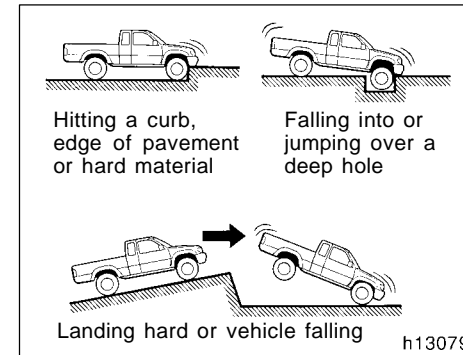 Hitting a curb,
edge of pavement
or hard material
Falling into or
jumping over a
deep hole
Landing hard or vehicle falling
h13079